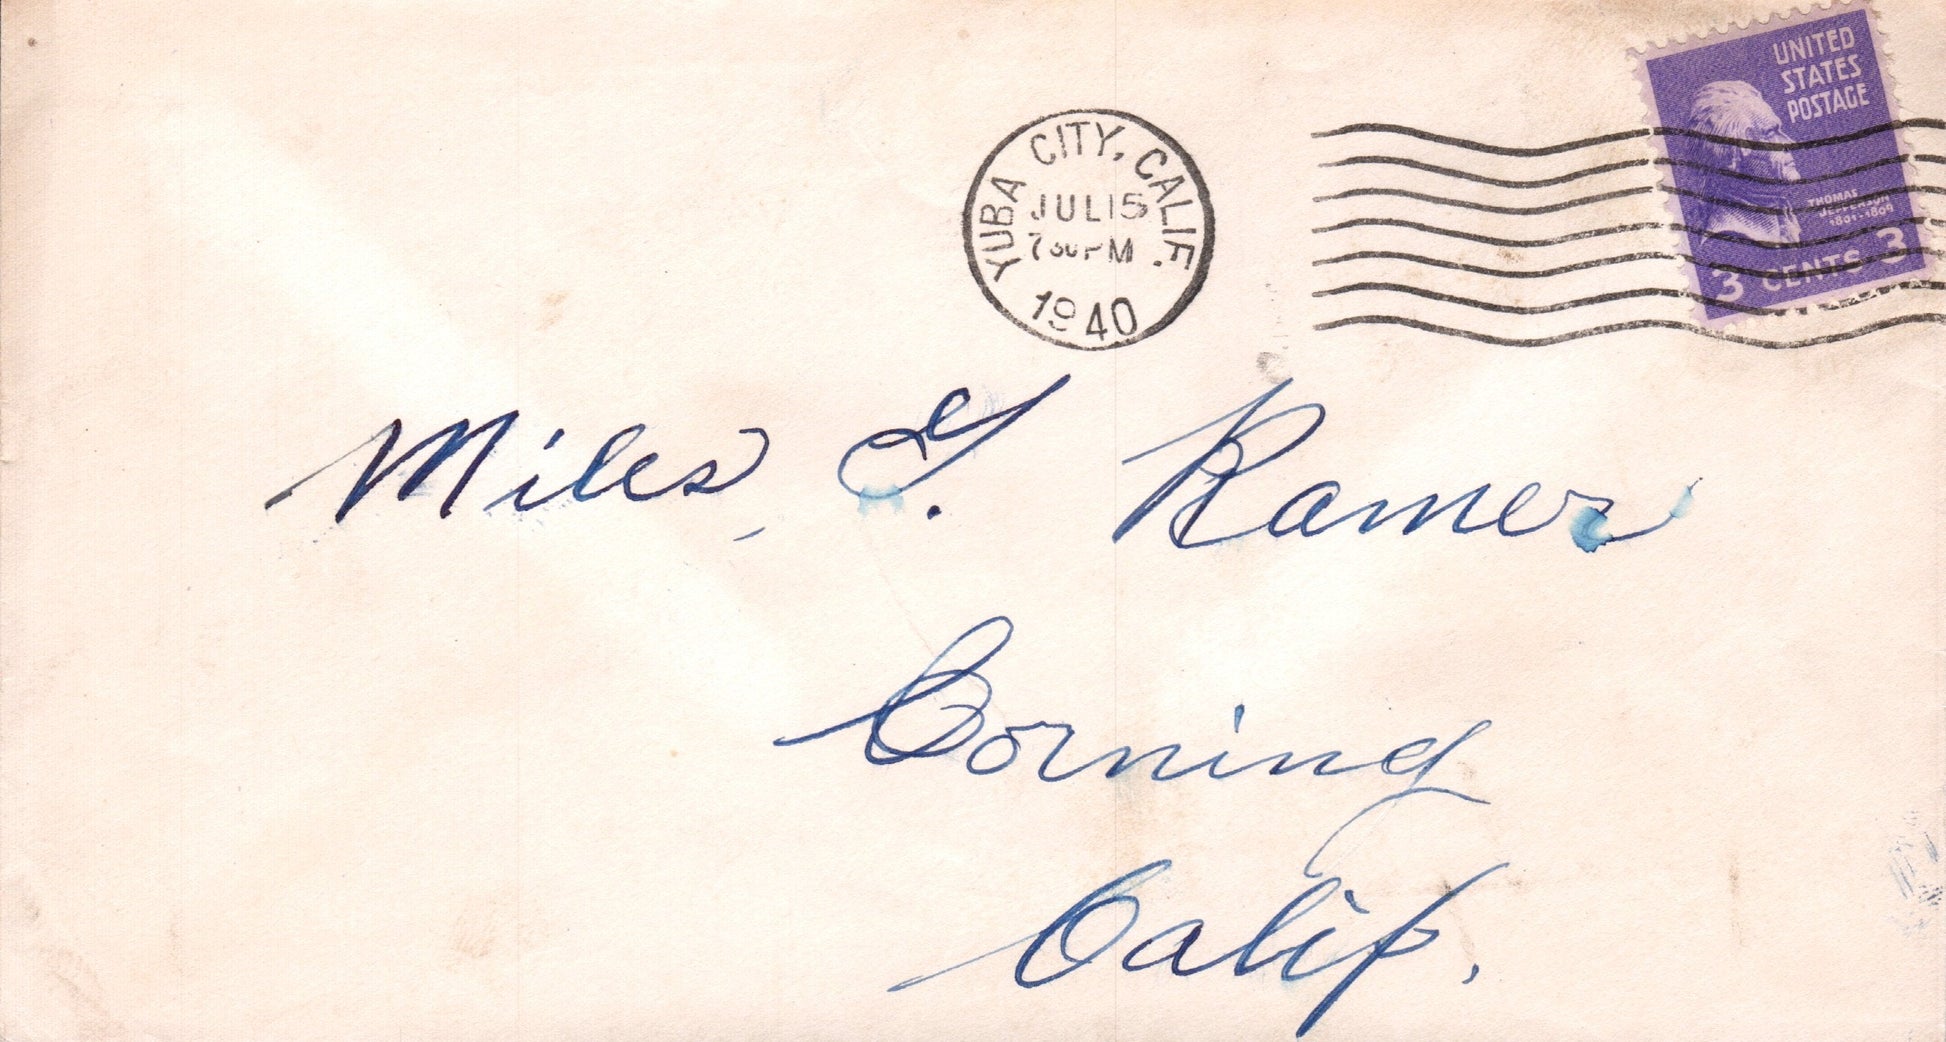 UNITED
STATES
POSTAGE
THOMAS
JEFFERSON
1801-1809
3 CENTS 3
YUBA CITY, CALIF.
JUL 15
7 30 PM
1940
Miles Ramer
Corning
Calif.